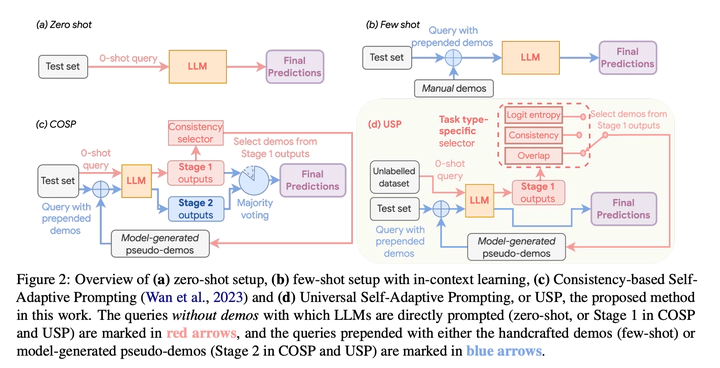 (a) Zero shot
Test set
0-shot query
LLM
Final
Predictions
(b) Few shot
Query with
prepended demos
Test set
LLM
Final
Predictions
Manual demos
(c) COSP
Consistency
selector
0-shot
query
Select demos from
Stage 1 outputs
Test set
LLM
Stage 1
outputs
Final
Predictions
Query with
prepended
demos
Stage 2
outputs
Majority
voting
Model-generated
pseudo-demos
(d) USP
Task type-
specific
selector
Logit entropy
Consistency
Overlap
Select demos from
Stage 1 outputs
Unlabelled
dataset
0-shot
query
Stage 1
outputs
Test set
LLM
Final
Predictions
Query with
prepended
demos
Model-generated
pseudo-demos
Figure 2: Overview of (a) zero-shot setup, (b) few-shot setup with in-context learning, (c) Consistency-based Self-
Adaptive Prompting (Wan et al., 2023) and (d) Universal Self-Adaptive Prompting, or USP, the proposed method
in this work. The queries without demos with which LLMs are directly prompted (zero-shot, or Stage 1 in COSP
and USP) are marked in red arrows, and the queries prepended with either the handcrafted demos (few-shot) or
model-generated pseudo-demos (Stage 2 in COSP and USP) are marked in blue arrows.